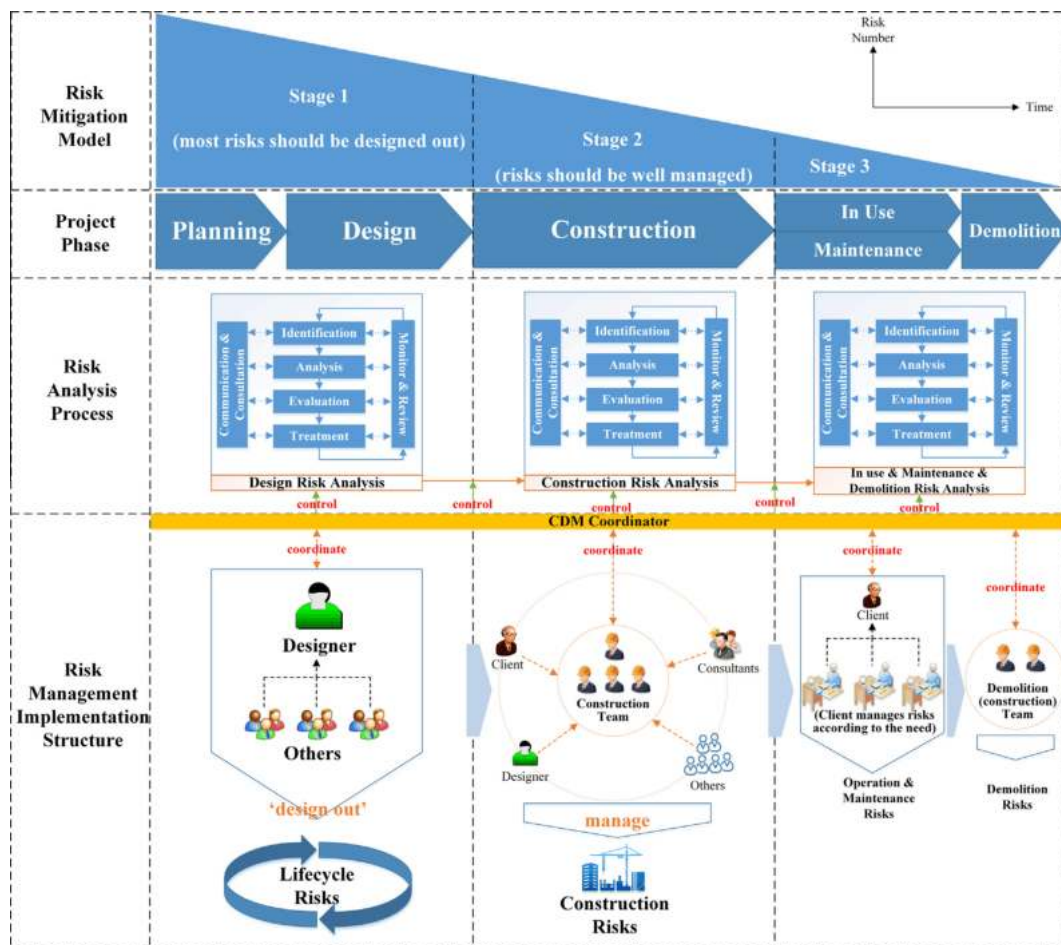 Risk
Number
Time
Risk
Mitigation
Model
Stage 1
(most risks should be designed out)
Stage 2
(risks should be well managed)
Stage 3
Project
Phase
Planning
Design
Construction
In Use
Maintenance
Demolition
Risk
Analysis
Process
Communication &
Consultation
Identification
Analysis
Evaluation
Treatment
Monitor & Review
Design Risk Analysis
Communication &
Consultation
Identification
Analysis
Evaluation
Treatment
Monitor & Review
Construction Risk Analysis
Communication &
Consultation
Identification
Analysis
Evaluation
Treatment
Monitor & Review
In use & Maintenance &
Demolition Risk Analysis
control
control
control
control
control
CDM Coordinator
Risk
Management
Implementation
Structure
coordinate
Designer
Others
'design out'
Lifecycle
Risks
coordinate
Client
Consultants
Construction
Team
Designer
Others
manage
Construction
Risks
coordinate
Client
(Client manages risks
according to the need)
Operation &
Maintenance
Risks
coordinate
Demolition
(construction)
Team
Demolition
Risks